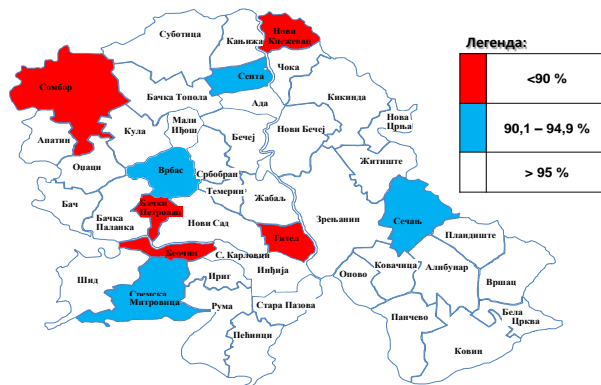 Суботица
Кањижа
Нови
Кнежевац
Легенда:
<90 %
90,1 – 94,9 %
> 95 %
Сомбор
Сента
Чока
Бачка Топола
Ада
Кикинда
Апатин
Кула
Мали
Иђош
Бечеј
Нови Бечеј
Нова
Црња
Оџаци
Врбас
Србобран
Житиште
Бач
Бачки
Петровац
Темерин
Жабаљ
Зрењанин
Сечањ
Бачка
Паланка
Нови Сад
Тител
Пландиште
Беочин
С. Карловци
Инђија
Шид
Сремска
Митровица
Ириг
Рума
Стара Пазова
Опово
Ковачица
Алибунар
Вршац
Панчево
Бела
Црква
Пећинци
Ковин